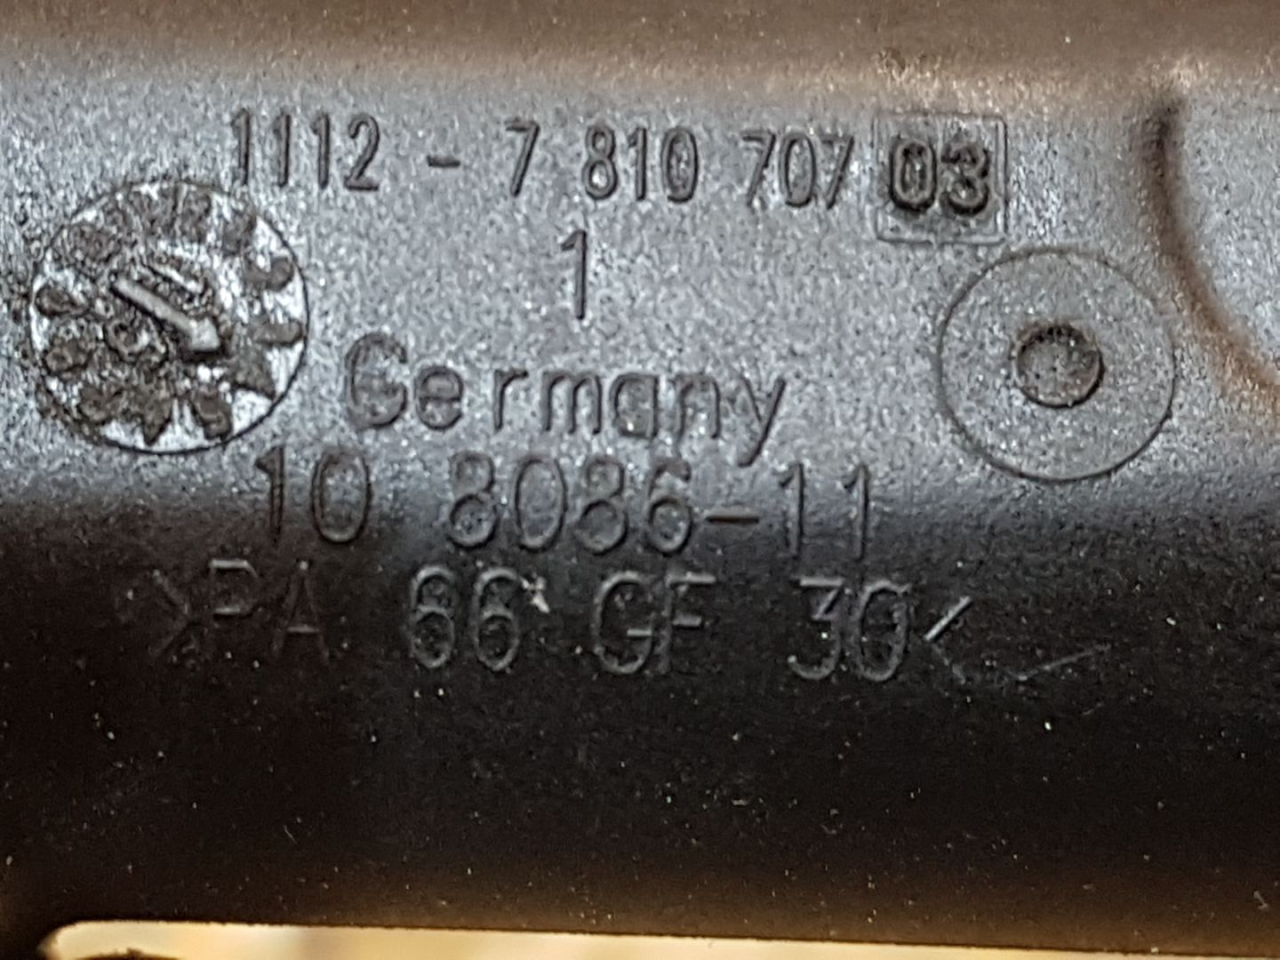 1112 - 7 810 707 03
1
Germany
10 8086-11
>PA 66 GF 30<